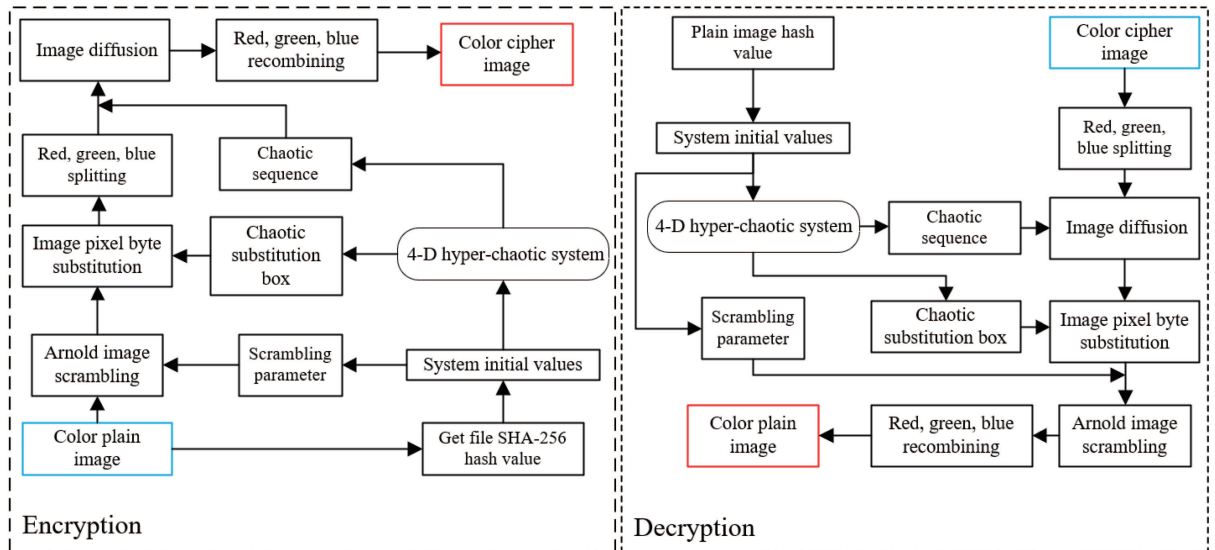 Image diffusion
Red, green, blue
recombining
Color cipher
image
Red, green, blue
splitting
Chaotic
sequence
Image pixel byte
substitution
Chaotic
substitution
box
4-D hyper-chaotic system
Arnold image
scrambling
Scrambling
parameter
System initial values
Color plain
image
Get file SHA-256
hash value
Encryption
Plain image hash
value
Color cipher
image
System initial values
Red, green,
blue splitting
4-D hyper-chaotic system
Chaotic
sequence
Image diffusion
Scrambling
parameter
Chaotic
substitution box
Image pixel byte
substitution
Color plain
image
Red, green, blue
recombining
Arnold image
scrambling
Decryption